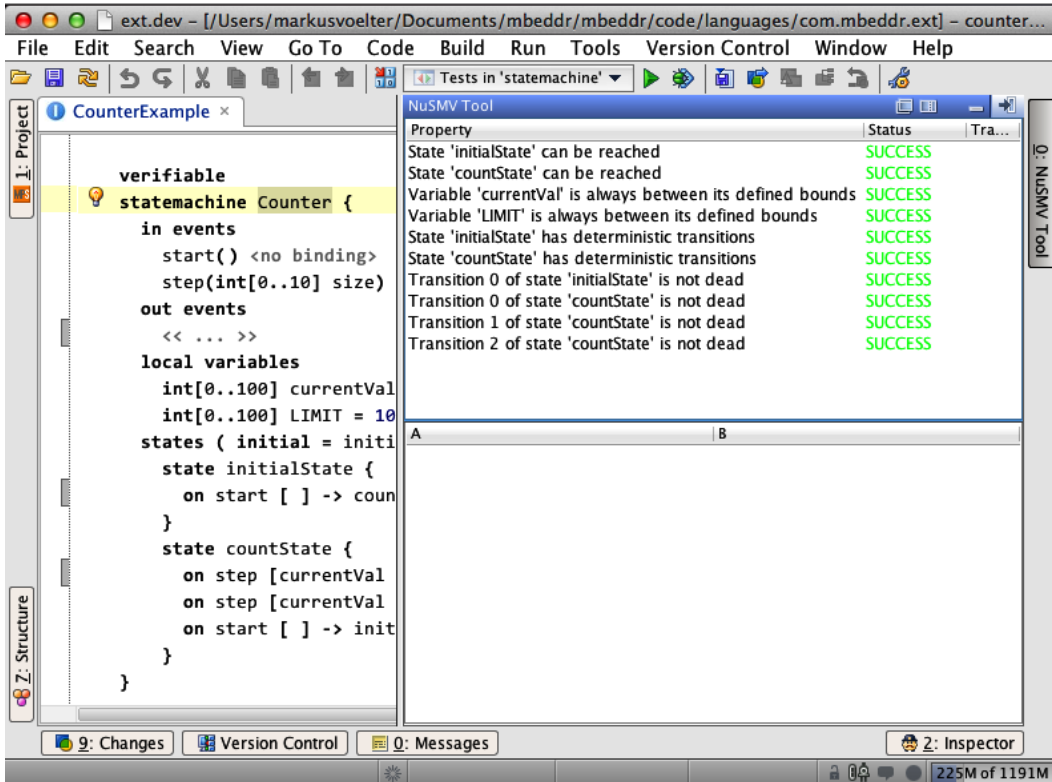 ext.dev – [/Users/markusvoelter/Documents/mbeddr/mbeddr/code/languages/com.mbeddr.ext] – counter...
File Edit Search View Go To Code Build Run Tools Version Control Window Help
Tests in 'statemachine'
1: Project
CounterExample ×
verifiable
statemachine Counter {
in events
start() <no binding>
step(int[0..10] size)
out events
<< ... >>
local variables
int[0..100] currentVal
int[0..100] LIMIT = 10
states ( initial = initi
state initialState {
on start [ ] -> coun
}
state countState {
on step [currentVal
on step [currentVal
on start [ ] -> init
}
}
NuSMV Tool
Property Status Tra...
State 'initialState' can be reached SUCCESS
State 'countState' can be reached SUCCESS
Variable 'currentVal' is always between its defined bounds SUCCESS
Variable 'LIMIT' is always between its defined bounds SUCCESS
State 'initialState' has deterministic transitions SUCCESS
State 'countState' has deterministic transitions SUCCESS
Transition 0 of state 'initialState' is not dead SUCCESS
Transition 0 of state 'countState' is not dead SUCCESS
Transition 1 of state 'countState' is not dead SUCCESS
Transition 2 of state 'countState' is not dead SUCCESS
A B
0: NuSMV Tool
MPS
Z: Structure
9: Changes Version Control 0: Messages 2: Inspector
225M of 1191M